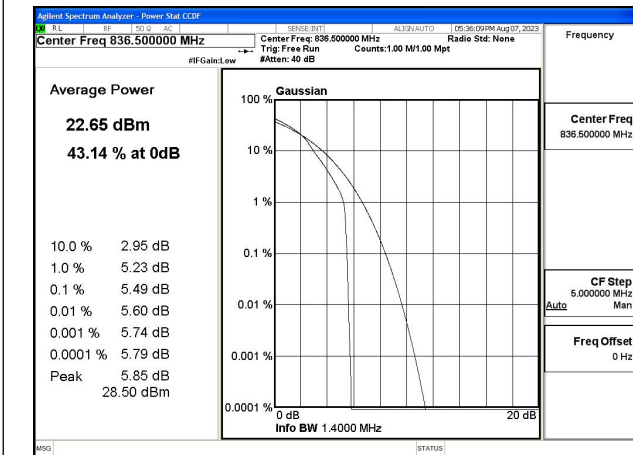 Agilent Spectrum Analyzer - Power Stat CCDF
RL RF 50 Ω AC SENSE:INT ALIGN AUTO 05:36:09 PM Aug 07, 2023
Center Freq 836.500000 MHz
Center Freq: 836.500000 MHz Radio Std: None
Trig: Free Run Counts:1.00 M/1.00 Mpt
#IFGain:Low #Atten: 40 dB
Frequency
Average Power
22.65 dBm
43.14 % at 0dB
10.0 % 2.95 dB
1.0 % 5.23 dB
0.1 % 5.49 dB
0.01 % 5.60 dB
0.001 % 5.74 dB
0.0001 % 5.79 dB
Peak 5.85 dB
28.50 dBm
Gaussian
100 %
10 %
1 %
0.1 %
0.01 %
0.001 %
0.0001 %
0 dB 20 dB
Info BW 1.4000 MHz
Center Freq
836.500000 MHz
CF Step
5.000000 MHz
Auto Man
Freq Offset
0 Hz
MSG STATUS